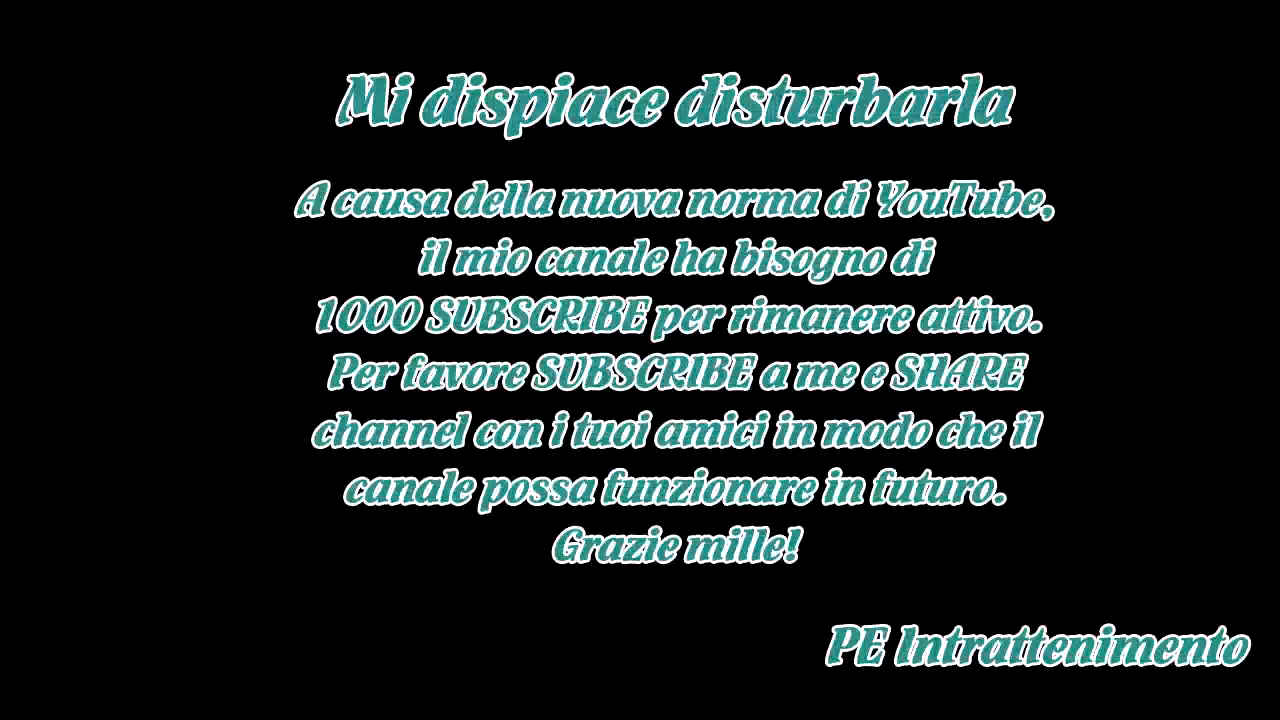 Mi dispiace disturbarla
A causa della nuova norma di YouTube,
il mio canale ha bisogno di
1000 SUBSCRIBE per rimanere attivo.
Per favore SUBSCRIBE a me e SHARE
channel con i tuoi amici in modo che il
canale possa funzionare in futuro.
Grazie mille!
PE Intrattenimento